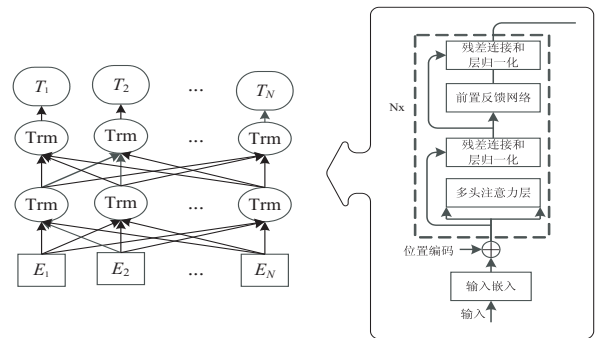 T1 T2 ... TN
Trm Trm ... Trm
Trm Trm ... Trm
E1 E2 ... EN
残差连接和
层归一化
前置反馈网络
Nx
残差连接和
层归一化
多头注意力层
位置编码
输入嵌入
输入